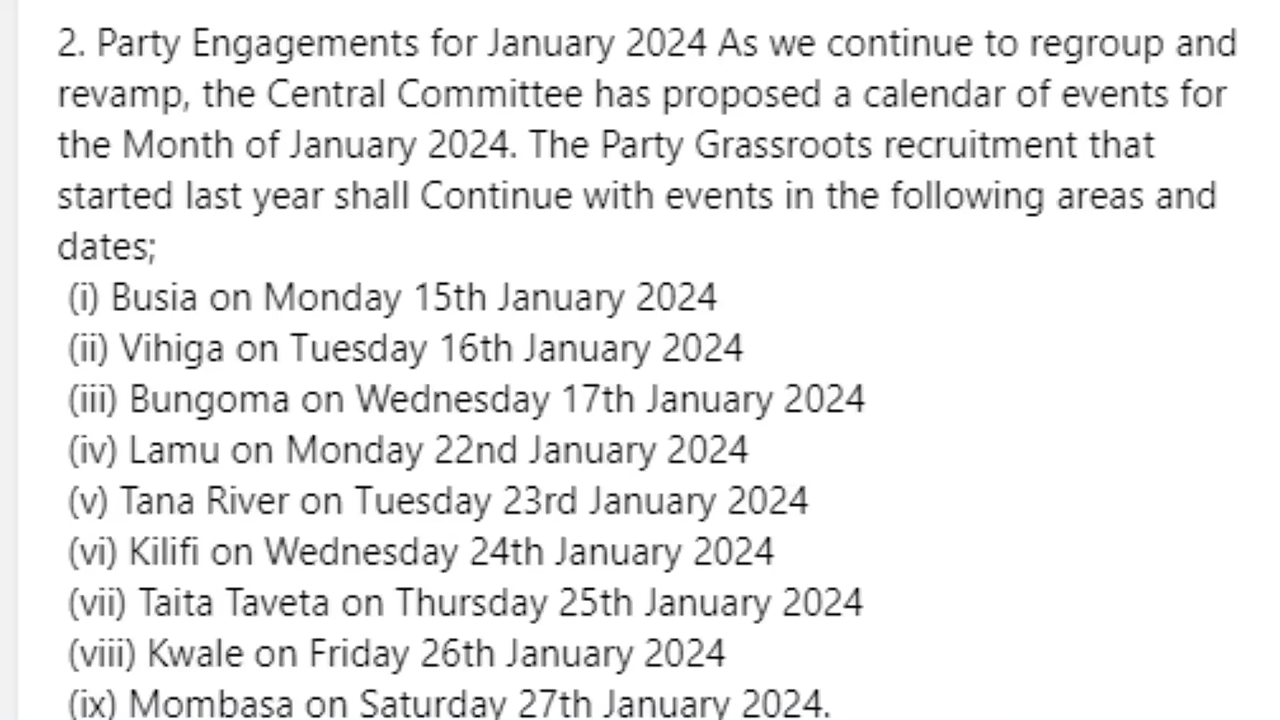 2. Party Engagements for January 2024 As we continue to regroup and
revamp, the Central Committee has proposed a calendar of events for
the Month of January 2024. The Party Grassroots recruitment that
started last year shall Continue with events in the following areas and
dates;
(i) Busia on Monday 15th January 2024
(ii) Vihiga on Tuesday 16th January 2024
(iii) Bungoma on Wednesday 17th January 2024
(iv) Lamu on Monday 22nd January 2024
(v) Tana River on Tuesday 23rd January 2024
(vi) Kilifi on Wednesday 24th January 2024
(vii) Taita Taveta on Thursday 25th January 2024
(viii) Kwale on Friday 26th January 2024
(ix) Mombasa on Saturday 27th January 2024.